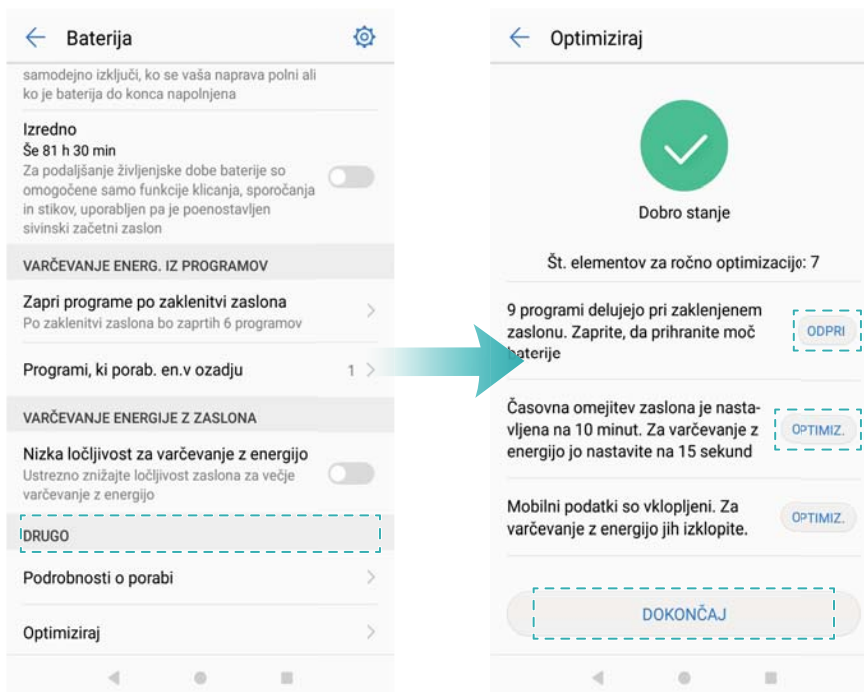 Baterija
samodejno izključi, ko se vaša naprava polni ali
ko je baterija do konca napolnjena
Izredno
Še 81 h 30 min
Za podaljšanje življenjske dobe baterije so
omogočene samo funkcije klicanja, sporočanja
in stikov, uporabljen pa je poenostavljen
sivinski začetni zaslon
VARČEVANJE ENERG. IZ PROGRAMOV
Zapri programe po zaklenitvi zaslona
Po zaklenitvi zaslona bo zaprtih 6 programov
Programi, ki porab. en.v ozadju 1
VARČEVANJE ENERGIJE Z ZASLONA
Nizka ločljivost za varčevanje z energijo
Ustrezno znižajte ločljivost zaslona za večje
varčevanje z energijo
DRUGO
Podrobnosti o porabi
Optimiziraj
Optimiziraj
Dobro stanje
Št. elementov za ročno optimizacijo: 7
9 programi delujejo pri zaklenjenem
zaslonu. Zaprite, da prihranite moč
baterije
ODPRI
Časovna omejitev zaslona je nasta-
vljena na 10 minut. Za varčevanje z
energijo jo nastavite na 15 sekund
OPTIMIZ.
Mobilni podatki so vklopljeni. Za
varčevanje z energijo jih izklopite.
OPTIMIZ.
DOKONČAJ